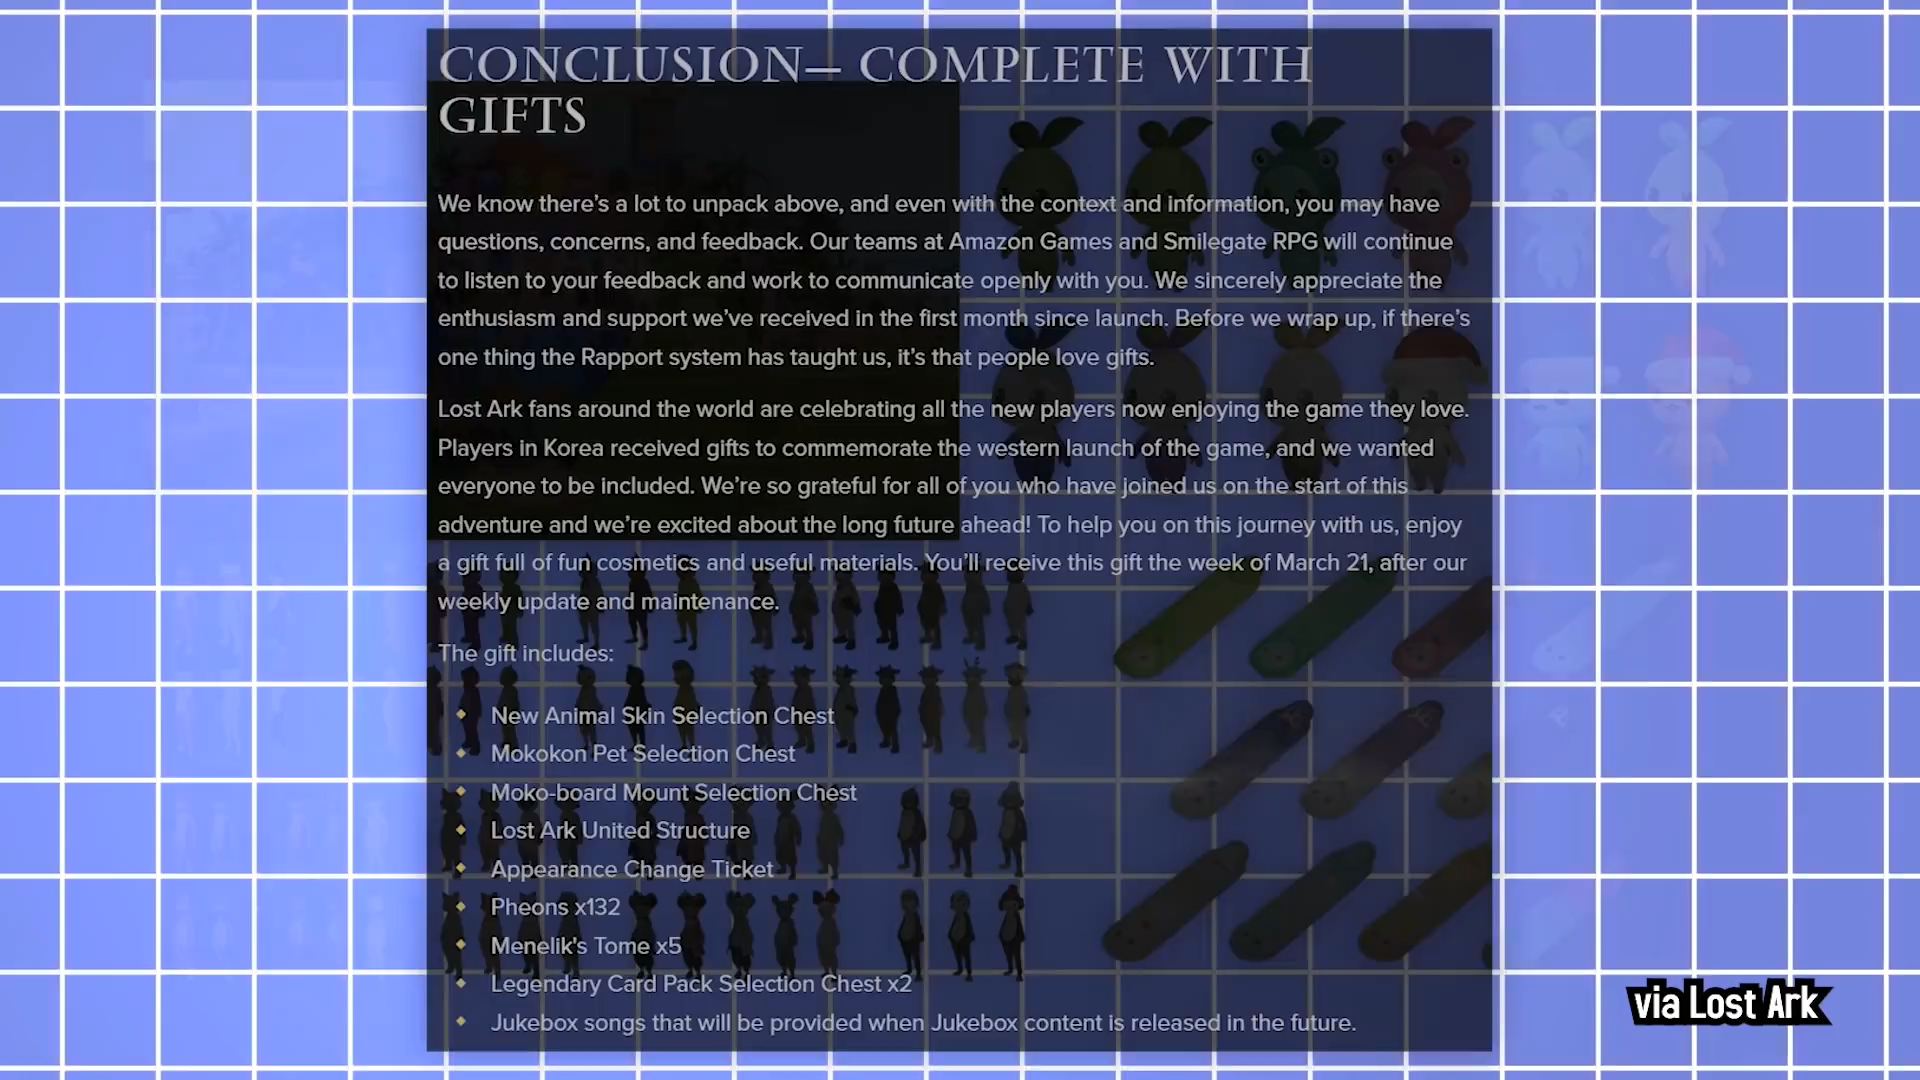 CONCLUSION— COMPLETE WITH
GIFTS
We know there's a lot to unpack above, and even with the context and information, you may have
questions, concerns, and feedback. Our teams at Amazon Games and Smilegate RPG will continue
to listen to your feedback and work to communicate openly with you. We sincerely appreciate the
enthusiasm and support we've received in the first month since launch. Before we wrap up, if there's
one thing the Rapport system has taught us, it's that people love gifts.
Lost Ark fans around the world are celebrating all the new players now enjoying the game they love.
Players in Korea received gifts to commemorate the western launch of the game, and we wanted
everyone to be included. We're so grateful for all of you who have joined us on the start of this
adventure and we're excited about the long future ahead! To help you on this journey with us, enjoy
a gift full of fun cosmetics and useful materials. You'll receive this gift the week of March 21, after our
weekly update and maintenance.
The gift includes:
New Animal Skin Selection Chest
Mokokon Pet Selection Chest
Moko-board Mount Selection Chest
Lost Ark United Structure
Appearance Change Ticket
Pheons x132
Menelik's Tome x5
Legendary Card Pack Selection Chest x2
Jukebox songs that will be provided when Jukebox content is released in the future.
via Lost Ark